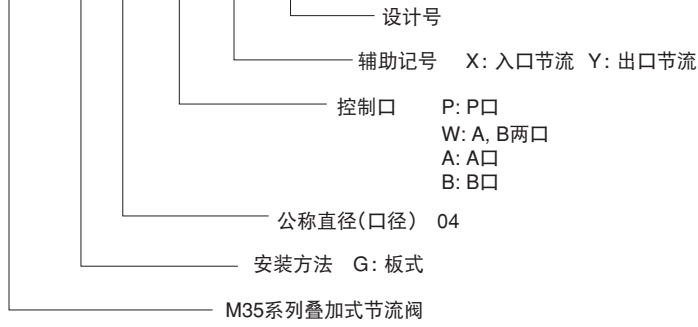 设计号
辅助记号 X: 入口节流 Y: 出口节流
控制口 P: P口
W: A, B两口
A: A口
B: B口
公称直径(口径) 04
安装方法 G: 板式
M35系列叠加式节流阀